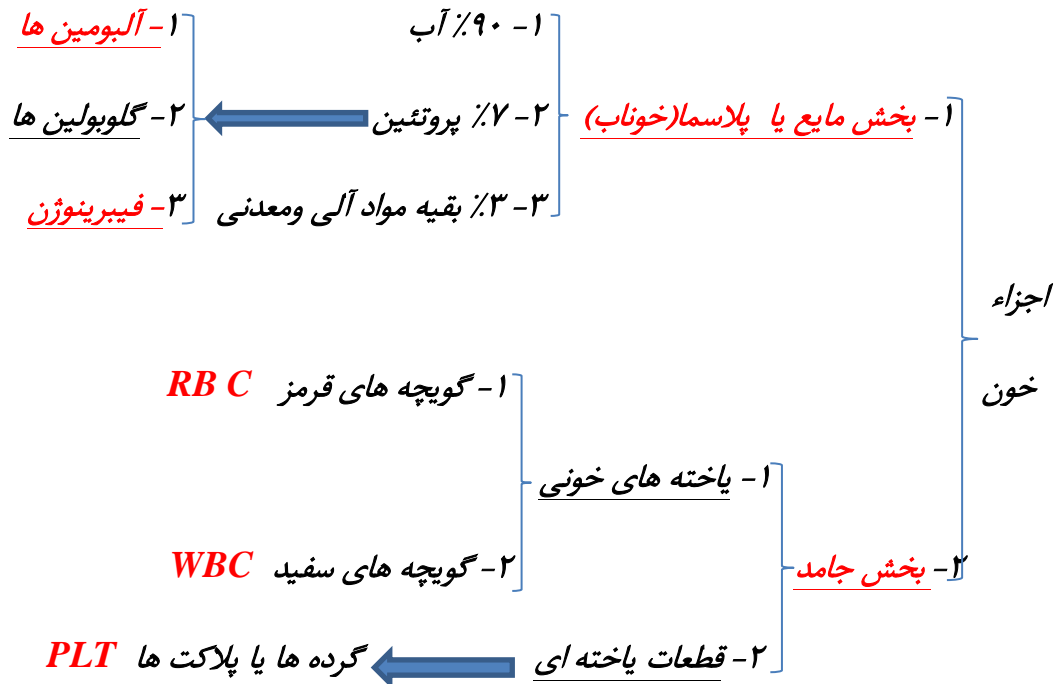 اجزاء
خون
۱- بخش مایع یا پلاسما(خوناب)
۱- ۹۰٪ آب
۲- ۷٪ پروتئین
۱- آلبومین ها
۲- گلوبولین ها
۳- فیبرینوژن
۳- ۳٪ بقیه مواد آلی ومعدنی
۲- بخش جامد
۱- یاخته های خونی
۱- گویچه های قرمز RB C
۲- گویچه های سفید WBC
۲- قطعات یاخته ای
گرده ها یا پلاکت ها PLT